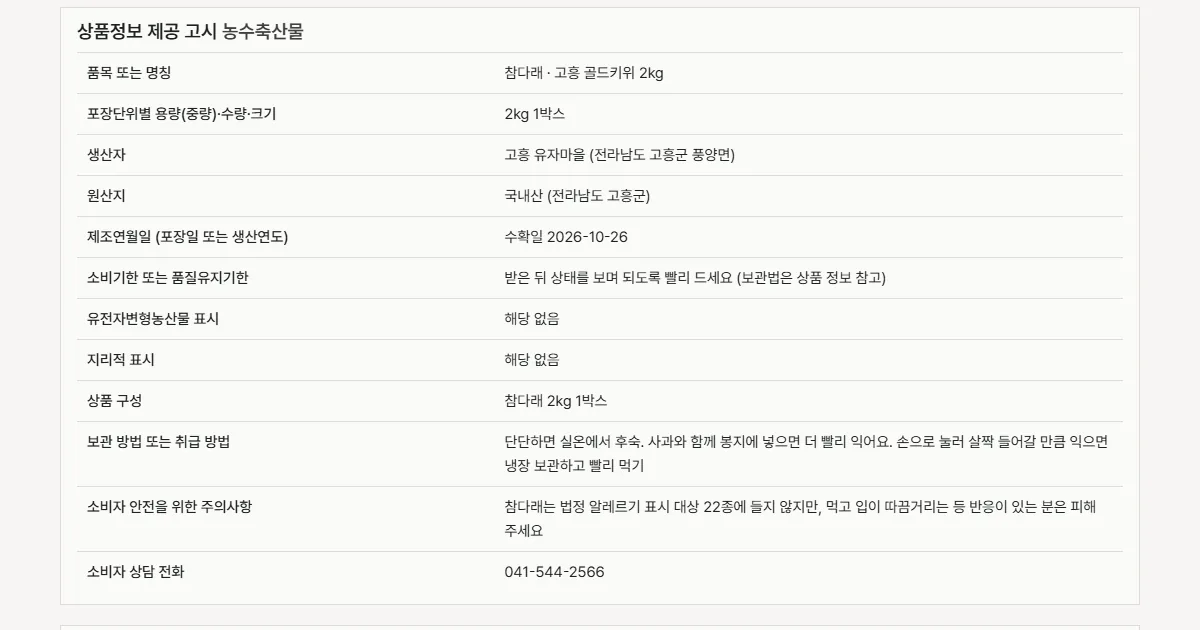 상품정보 제공 고시 농수축산물
품목 또는 명칭
참다래 · 고흥 골드키위 2kg
포장단위별 용량(중량)·수량·크기
2kg 1박스
생산자
고흥 유자마을 (전라남도 고흥군 풍양면)
원산지
국내산 (전라남도 고흥군)
제조연월일 (포장일 또는 생산연도)
수확일 2026-10-26
소비기한 또는 품질유지기한
받은 뒤 상태를 보며 되도록 빨리 드세요 (보관법은 상품 정보 참고)
유전자변형농산물 표시
해당 없음
지리적 표시
해당 없음
상품 구성
참다래 2kg 1박스
보관 방법 또는 취급 방법
단단하면 실온에서 후숙. 사과와 함께 봉지에 넣으면 더 빨리 익어요. 손으로 눌러 살짝 들어갈 만큼 익으면
냉장 보관하고 빨리 먹기
소비자 안전을 위한 주의사항
참다래는 법정 알레르기 표시 대상 22종에 들지 않지만, 먹고 입이 따끔거리는 등 반응이 있는 분은 피해
주세요
소비자 상담 전화
041-544-2566